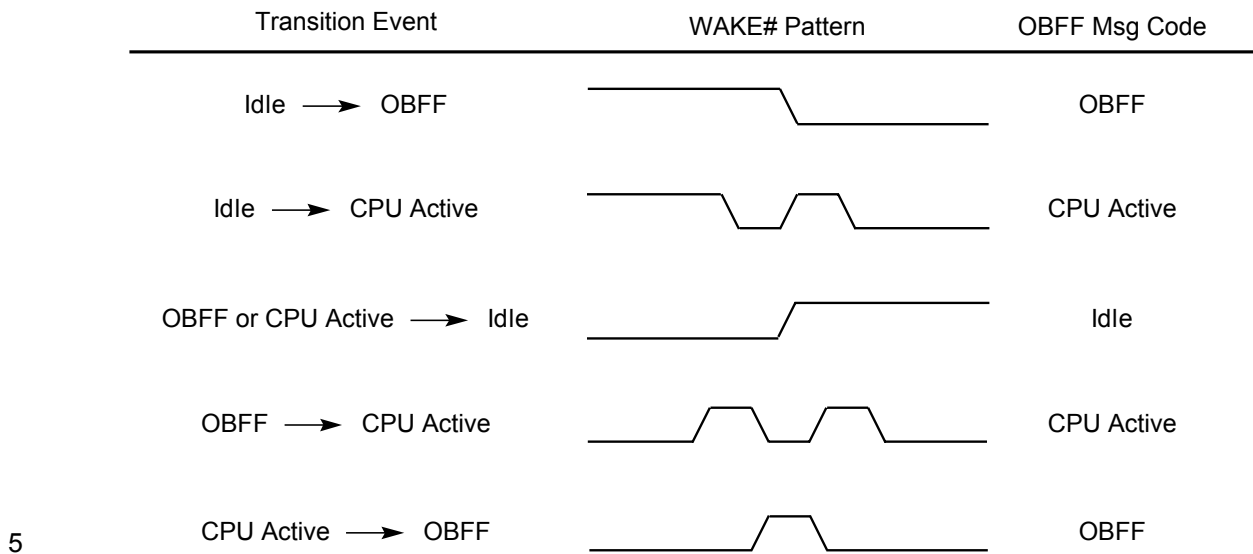 Transition Event WAKE# Pattern OBFF Msg Code
Idle → OBFF OBFF
Idle → CPU Active CPU Active
OBFF or CPU Active → Idle Idle
OBFF → CPU Active CPU Active
5 CPU Active → OBFF OBFF